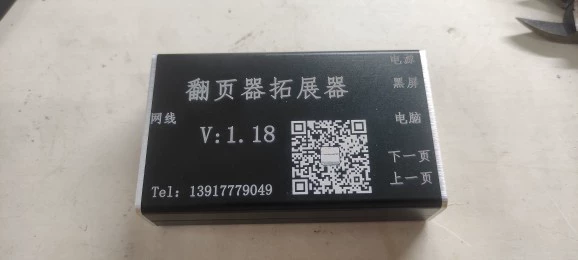 电源
翻页器拓展器
黑屏
网线
V:1.18
电脑
下一页
上一页
Tel: 13917779049